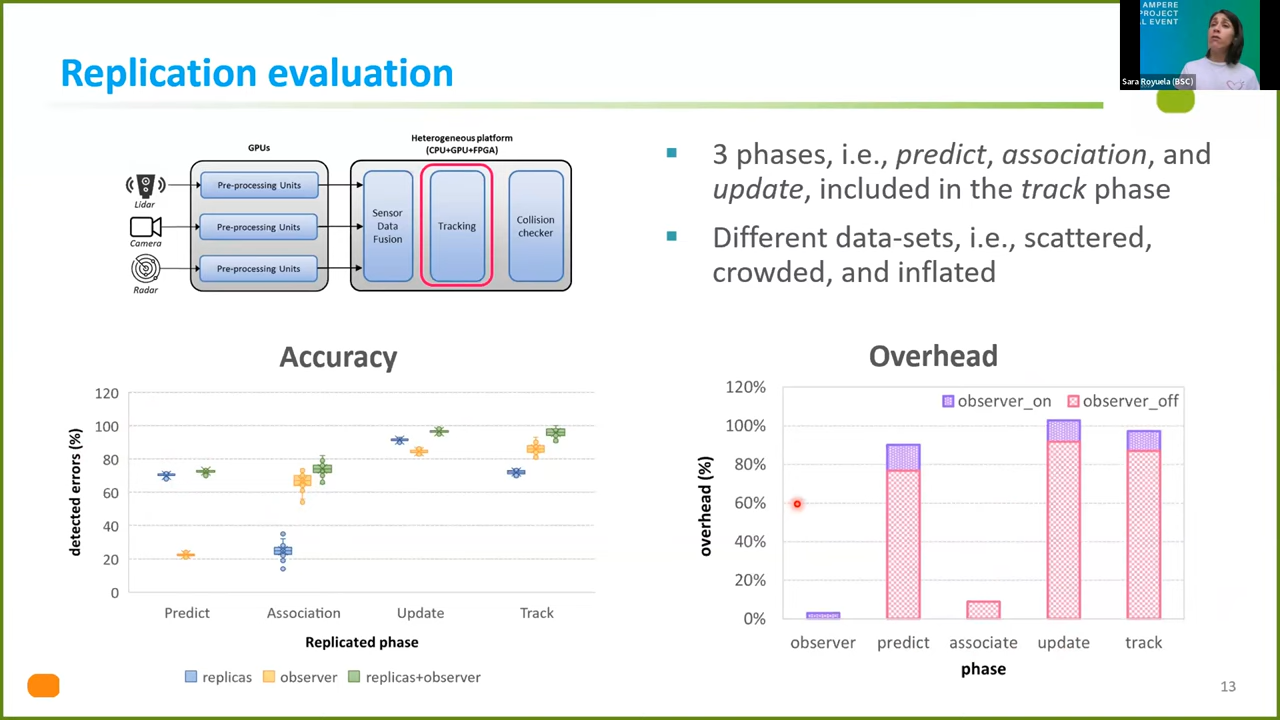 AMPERE
PROJECT
L EVENT
Sara Royuela (BSC)
Replication evaluation
GPUs
Heterogeneous platform
(CPU+GPU+FPGA)
Lidar
Camera
Radar
Pre-processing Units
Pre-processing Units
Pre-processing Units
Sensor
Data
Fusion
Tracking
Collision
checker
3 phases, i.e., predict, association, and
update, included in the track phase
Different data-sets, i.e., scattered,
crowded, and inflated
Accuracy
detected errors (%)
120
100
80
60
40
20
0
Predict Association Update Track
Replicated phase
replicas observer replicas+observer
Overhead
overhead (%)
120%
100%
80%
60%
40%
20%
0%
observer_on observer_off
observer predict associate update track
phase
13